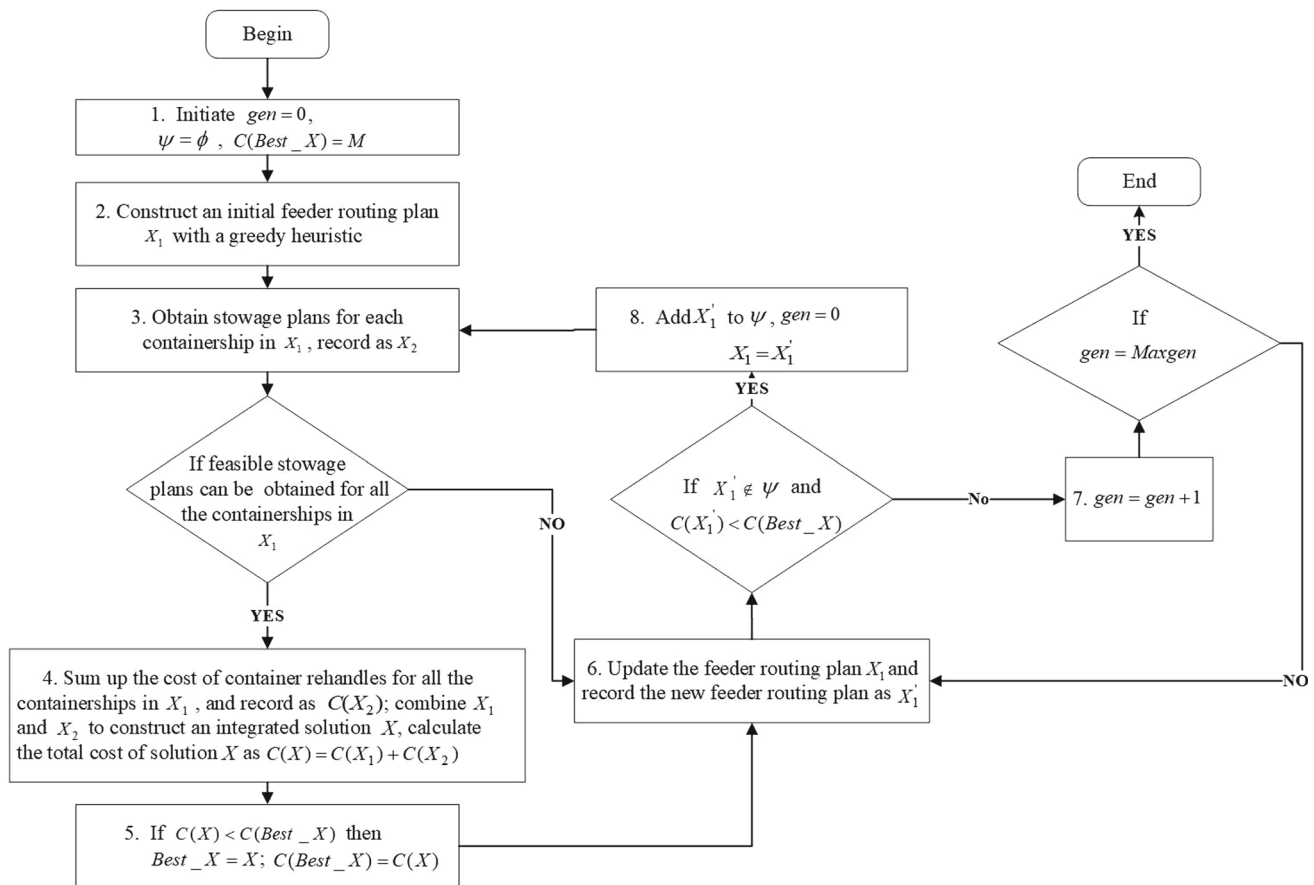 Begin
1. Initiate gen = 0,
ψ = ϕ , C(Best _ X) = M
2. Construct an initial feeder routing plan
X₁ with a greedy heuristic
3. Obtain stowage plans for each
containership in X₁ , record as X₂
If feasible stowage
plans can be obtained for all
the containerships in
X₁
NO
YES
4. Sum up the cost of container rehandles for all the
containerships in X₁ , and record as C(X₂); combine X₁
and X₂ to construct an integrated solution X, calculate
the total cost of solution X as C(X) = C(X₁) + C(X₂)
5. If C(X) < C(Best _ X) then
Best _ X = X; C(Best _ X) = C(X)
6. Update the feeder routing plan X₁ and
record the new feeder routing plan as X₁'
If X₁' ∉ ψ and
C(X₁') < C(Best _ X)
YES
No
8. Add X₁' to ψ, gen = 0
X₁ = X₁'
7. gen = gen + 1
If
gen = Maxgen
YES
NO
End